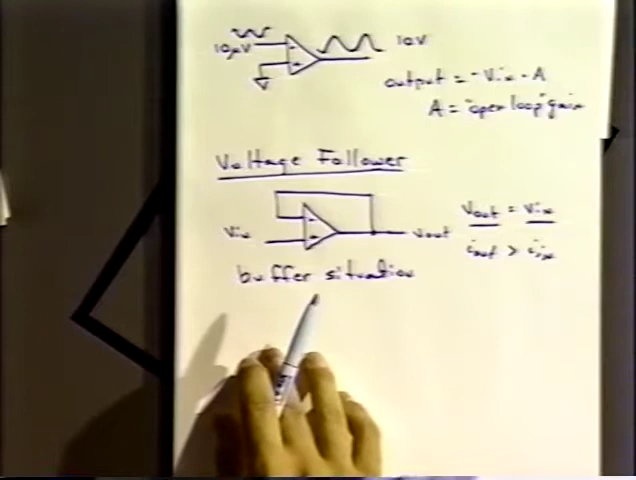 10µV 10V
output = -Vin · A
A = "open loop" gain
Voltage Follower
Vin Vout Vout = Vin
iout > iin
buffer situation